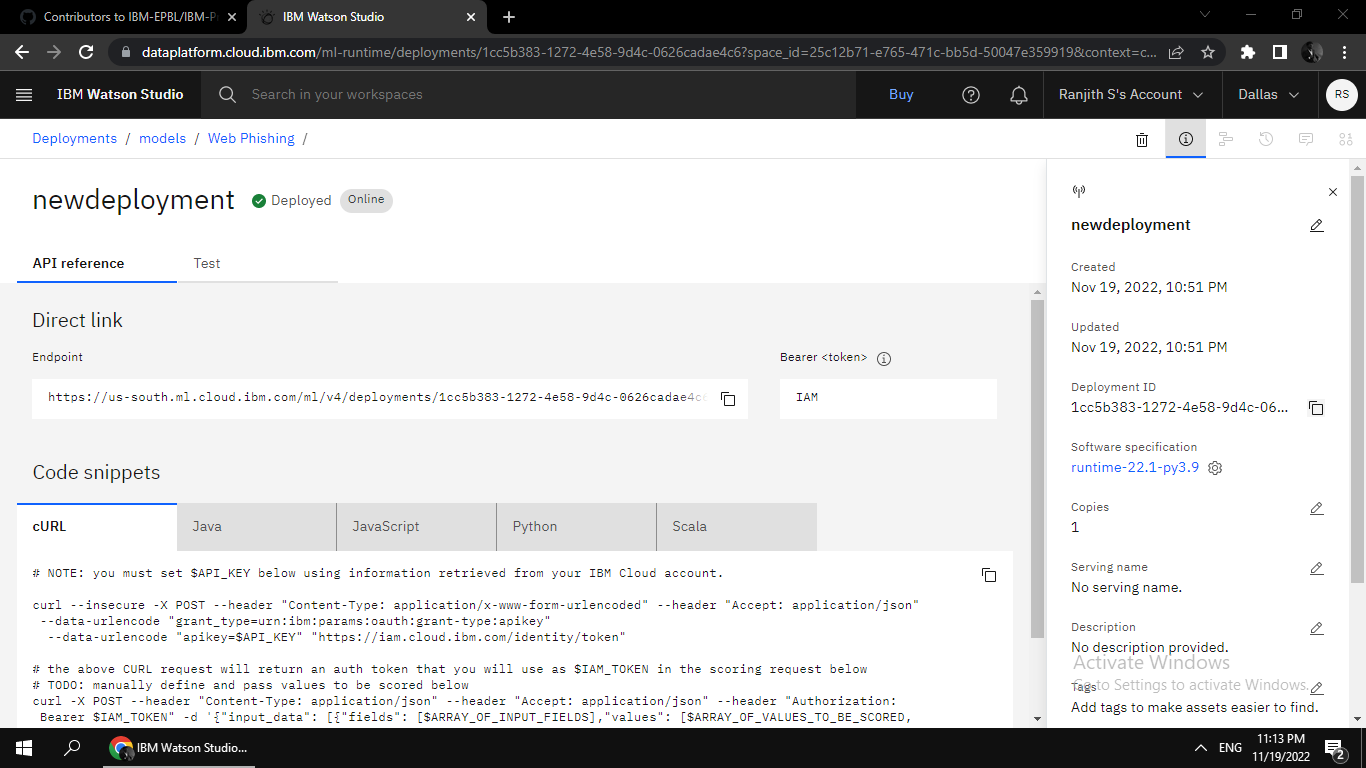 Contributors to IBM-EPBL/IBM-P
IBM Watson Studio
dataplatform.cloud.ibm.com/ml-runtime/deployments/1cc5b383-1272-4e58-9d4c-0626cadae4c6?space_id=25c12b71-e765-471c-bb5d-50047e359919&context=c...
IBM Watson Studio
Search in your workspaces
Buy
Ranjith S's Account
Dallas
RS
Deployments / models / Web Phishing /
newdeployment
Deployed
Online
API reference
Test
Direct link
Endpoint
Bearer <token>
https://us-south.ml.cloud.ibm.com/ml/v4/deployments/1cc5b383-1272-4e58-9d4c-0626cadae4c6
IAM
Code snippets
cURL
Java
JavaScript
Python
Scala
# NOTE: you must set $API_KEY below using information retrieved from your IBM Cloud account.
curl --insecure -X POST --header "Content-Type: application/x-www-form-urlencoded" --header "Accept: application/json"
--data-urlencode "grant_type=urn:ibm:params:oauth:grant-type:apikey"
--data-urlencode "apikey=$API_KEY" "https://iam.cloud.ibm.com/identity/token"
# the above CURL request will return an auth token that you will use as $IAM_TOKEN in the scoring request below
# TODO: manually define and pass values to be scored below
curl -X POST --header "Content-Type: application/json" --header "Accept: application/json" --header "Authorization:
Bearer $IAM_TOKEN" -d '{"input_data": [{"fields": [$ARRAY_OF_INPUT_FIELDS],"values": [$ARRAY_OF_VALUES_TO_BE_SCORED,
newdeployment
Created
Nov 19, 2022, 10:51 PM
Updated
Nov 19, 2022, 10:51 PM
Deployment ID
1cc5b383-1272-4e58-9d4c-06...
Software specification
runtime-22.1-py3.9
Copies
1
Serving name
No serving name.
Description
No description provided.
Activate Windows
Go to Settings to activate Windows.
Tags
Add tags to make assets easier to find.
IBM Watson Studio...
ENG
11:13 PM
11/19/2022
2